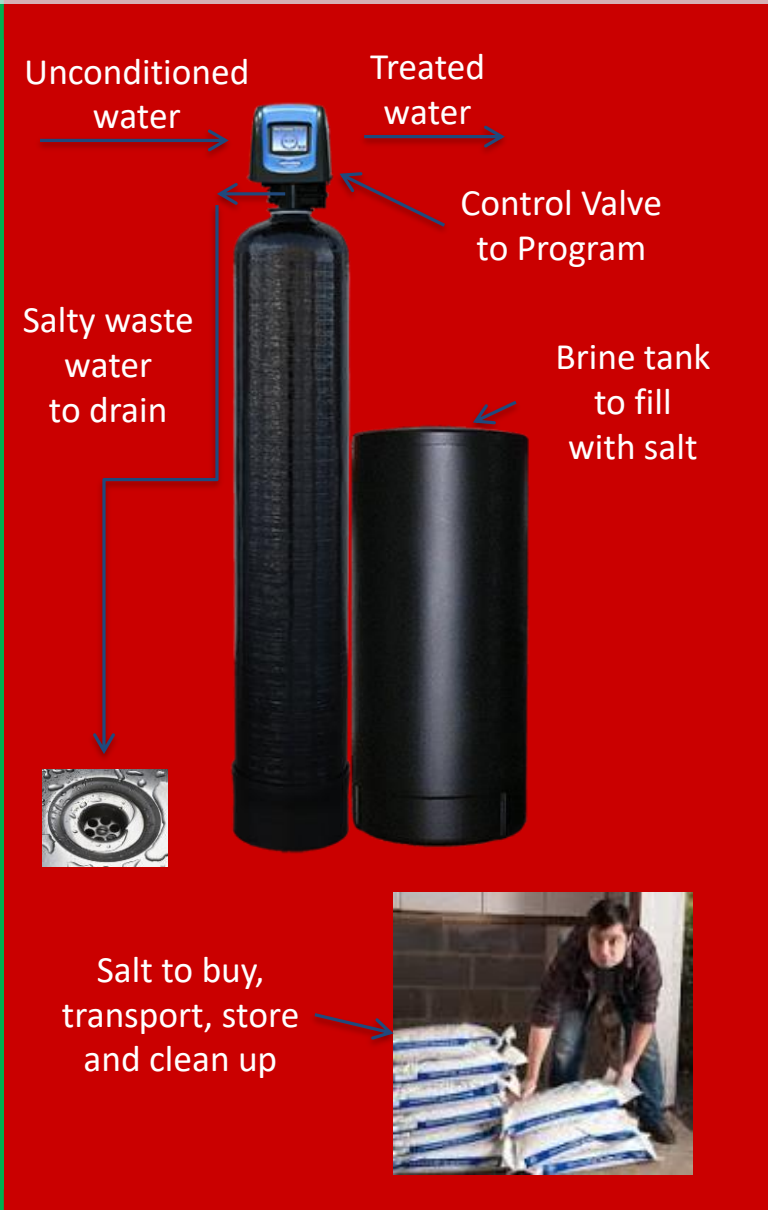 Unconditioned
water
Treated
water
Control Valve
to Program
Salty waste
water
to drain
Brine tank
to fill
with salt
Salt to buy,
transport, store
and clean up